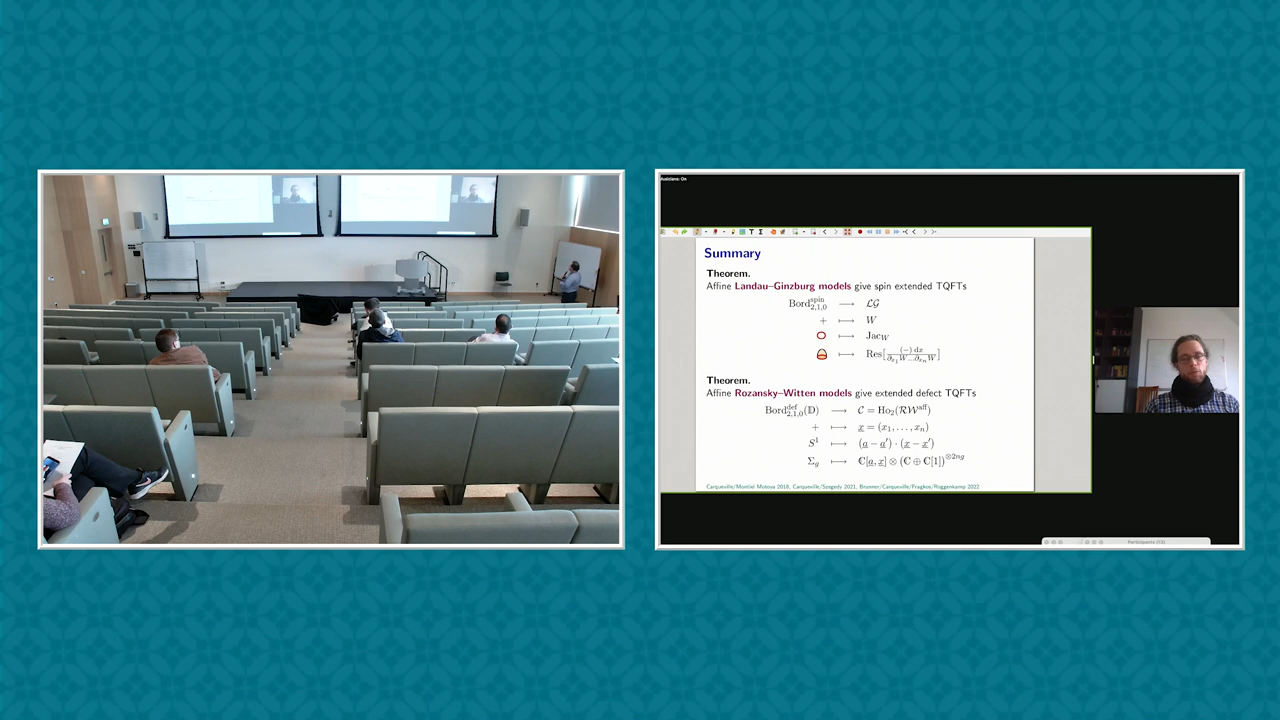 Summary
Theorem.
Affine Landau–Ginzburg models give spin extended TQFTs
Bord^{spin}_{2,1,0} ⟶ ℒ𝒢
+ ⟼ W
⟼ Jac_W
⟼ Res[(−) dx / ∂_{x_1}W...∂_{x_n}W]
Theorem.
Affine Rozansky–Witten models give extended defect TQFTs
Bord^{def}_{2,1,0}(𝔻) ⟶ 𝒞 = Ho_2(ℛ𝒲^{aff})
+ ⟼ x = (x_1, . . . , x_n)
S^1 ⟼ (a − a′) · (x − x′)
Σ_g ⟼ ℂ[a, x] ⊗ (ℂ ⊕ ℂ[1])^{⊗2ng}
Carqueville/Montiel Montoya 2018, Carqueville/Szegedy 2021, Brunner/Carqueville/Fragkos/Roggenkamp 2022